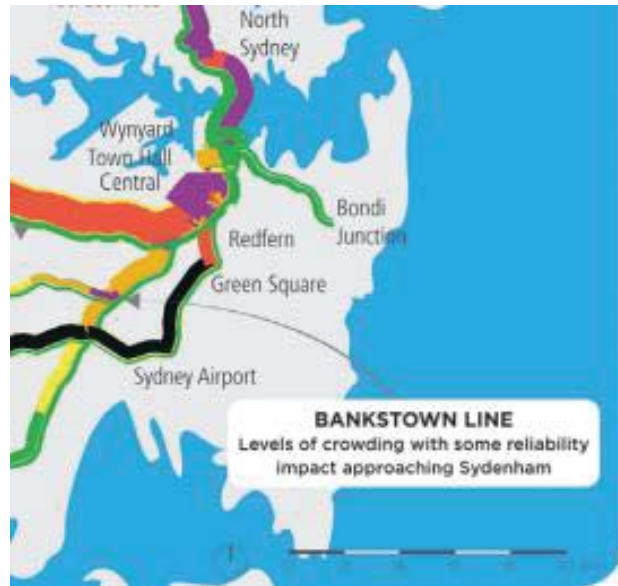 North
Sydney
Wynyard
Town Hall
Central
Bondi
Junction
Redfern
Green Square
Sydney Airport
BANKSTOWN LINE
Levels of crowding with some reliability
impact approaching Sydenham